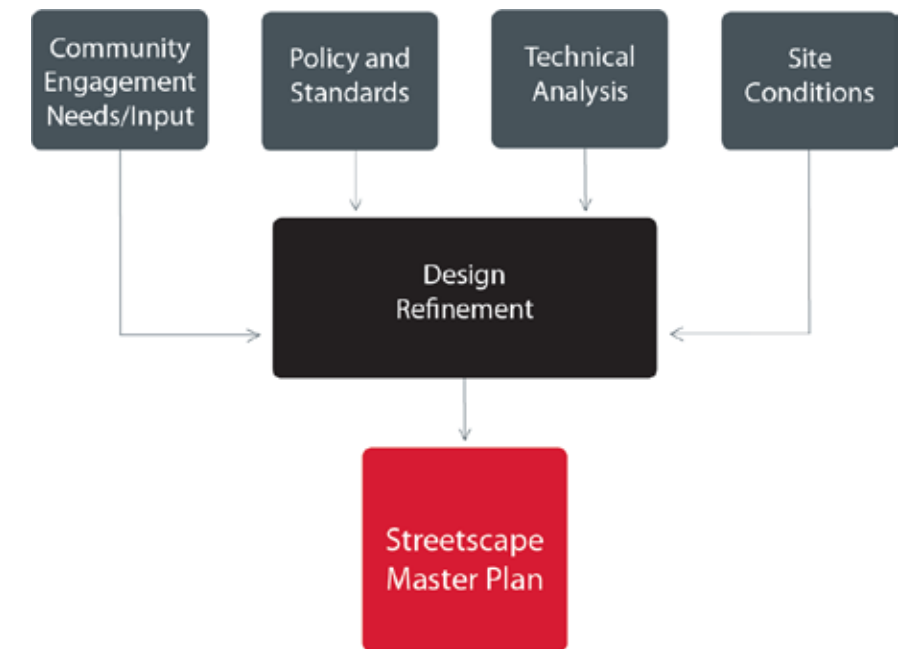 Community
Engagement
Needs/Input
Policy and
Standards
Technical
Analysis
Site
Conditions
Design
Refinement
Streetscape
Master Plan